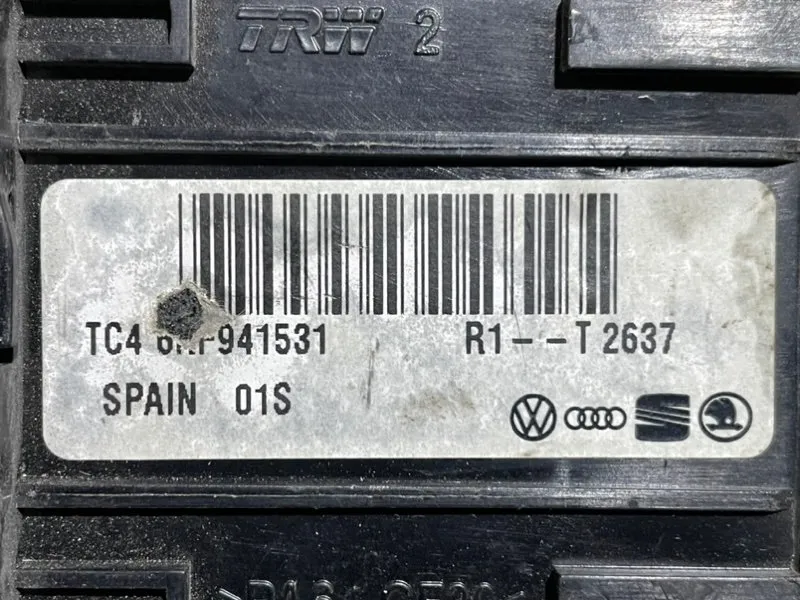 TRW 2
TC4 941531 R1--T 2637
SPAIN 01S